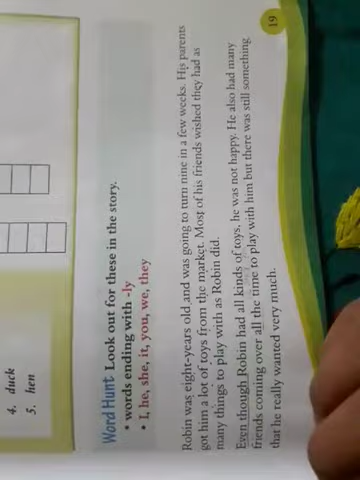 4. duck
5. hen
Word Hunt Look out for these in the story.
• words ending with -ly
• I, he, she, it, you, we, they
Robin was eight-years old and was going to turn nine in a few weeks. His parents
got him a lot of toys from the market. Most of his friends wished they had as
many things to play with as Robin did.
Even though Robin had all kinds of toys, he was not happy. He also had many
friends coming over all the time to play with him but there was still something
that he really wanted very much.
19